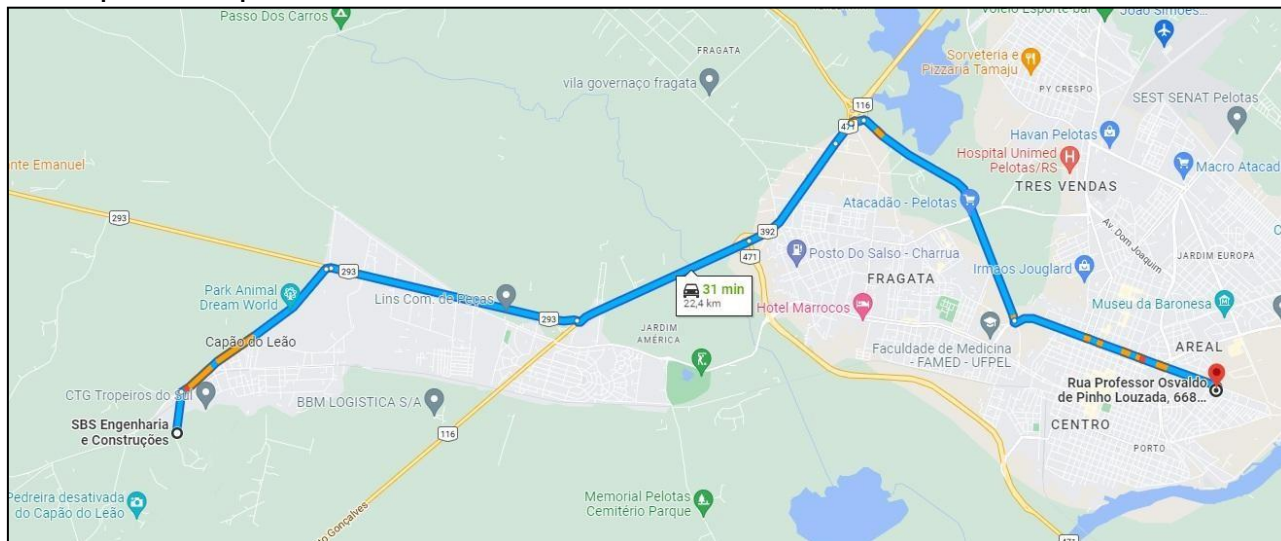 Passo Dos Carros
FRAGATA
vila governaço fragata
116
471
Sorveteria e
Pizzaria Tamaju
João Simões...
PY CRESPO
SEST SENAT Pelotas
Havan Pelotas
Hospital Unimed
Pelotas/RS
Macro Atacad
TRES VENDAS
nte Emanuel
Atacadão - Pelotas
293
392
Av. Dom Joaquim
471
Posto Do Salso - Charrua
JARDIM EUROPA
293
FRAGATA
Irmãos Jouglard
Park Animal
Dream World
Lins Com. de Peças
31 min
22,4 km
Hotel Marrocos
Museu da Baronesa
293
JARDIM
AMÉRICA
Capão do Leão
Faculdade de Medicina
- FAMED - UFPEL
AREAL
CTG Tropeiros do Sul
BBM LOGISTICA S/A
Rua Professor Osvaldo
de Pinho Louzada, 668...
SBS Engenharia
e Construções
116
CENTRO
PORTO
Pedreira desativada
do Capão do Leão
Memorial Pelotas
Cemitério Parque
Gonçalves
471